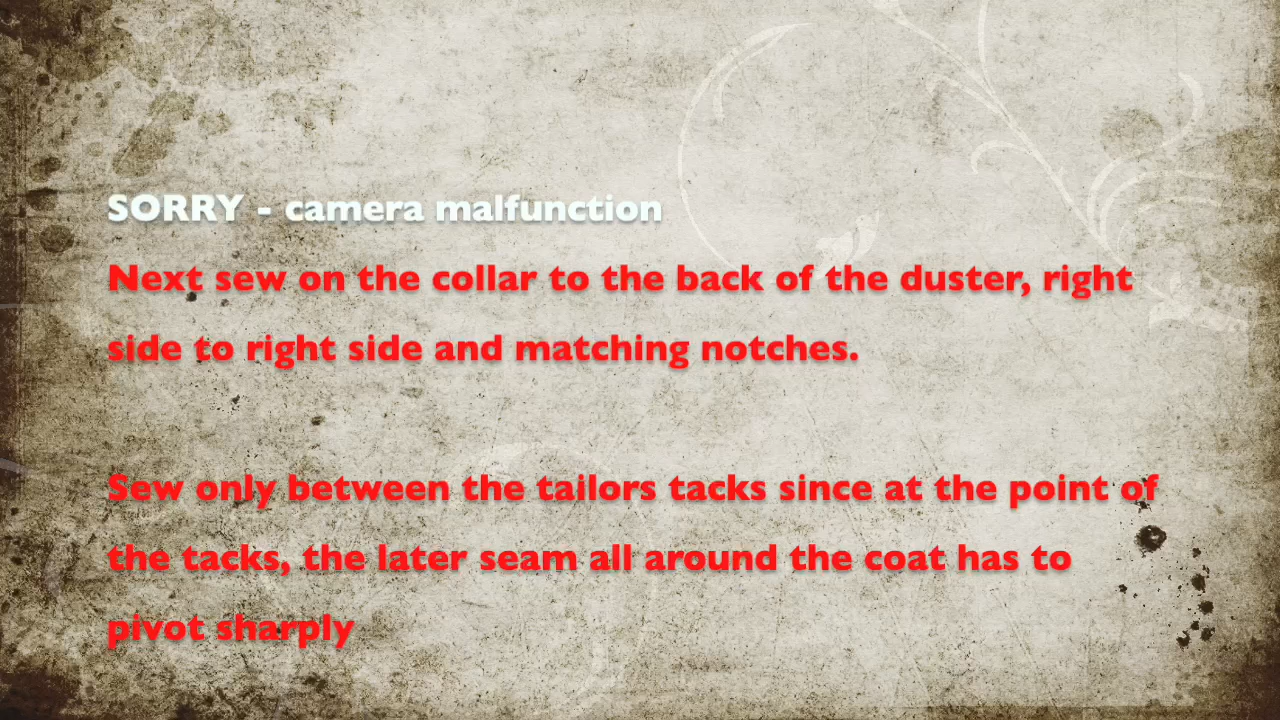 SORRY - camera malfunction
Next sew on the collar to the back of the duster, right
side to right side and matching notches.
Sew only between the tailors tacks since at the point of
the tacks, the later seam all around the coat has to
pivot sharply